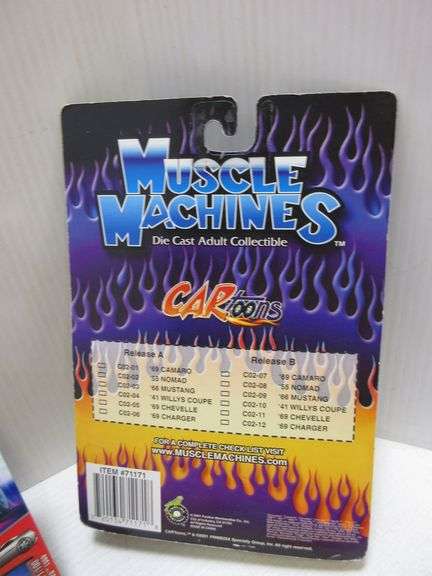 MUSCLE
MACHINES™
Die Cast Adult Collectible
CARtoons
Release A
C02-01 '69 CAMARO
C02-02 '55 NOMAD
C02-03 '66 MUSTANG
C02-04 '41 WILLYS COUPE
C02-05 '69 CHEVELLE
C02-06 '69 CHARGER
Release B
C02-07 '69 CAMARO
C02-08 '55 NOMAD
C02-09 '66 MUSTANG
C02-10 '41 WILLYS COUPE
C02-11 '69 CHEVELLE
C02-12 '69 CHARGER
FOR A COMPLETE CHECK LIST VISIT
WWW.MUSCLEMACHINES.COM
ITEM #71171